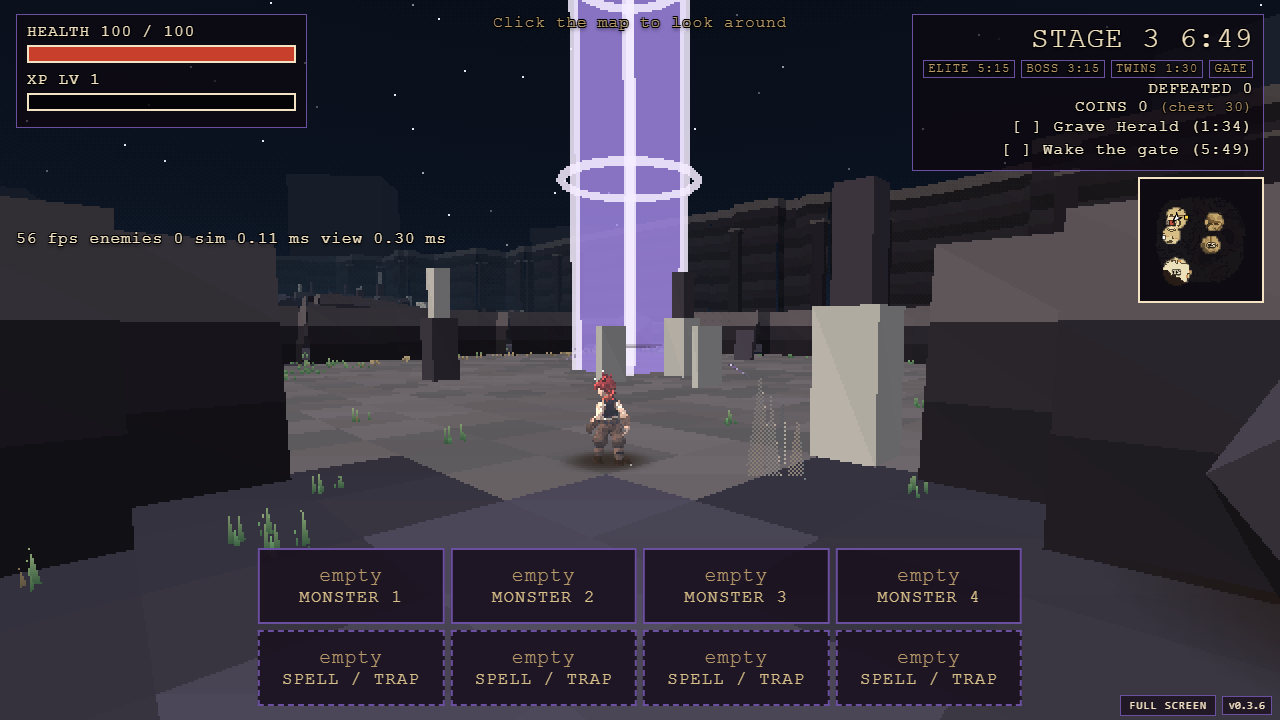 HEALTH 100 / 100
XP LV 1
Click the map to look around
STAGE 3 6:49
ELITE 5:15 BOSS 3:15 TWINS 1:30 GATE
DEFEATED 0
COINS 0 (chest 30)
[ ] Grave Herald (1:34)
[ ] Wake the gate (5:49)
56 fps enemies 0 sim 0.11 ms view 0.30 ms
empty empty empty empty
MONSTER 1 MONSTER 2 MONSTER 3 MONSTER 4
empty empty empty empty
SPELL / TRAP SPELL / TRAP SPELL / TRAP SPELL / TRAP
FULL SCREEN v0.3.6